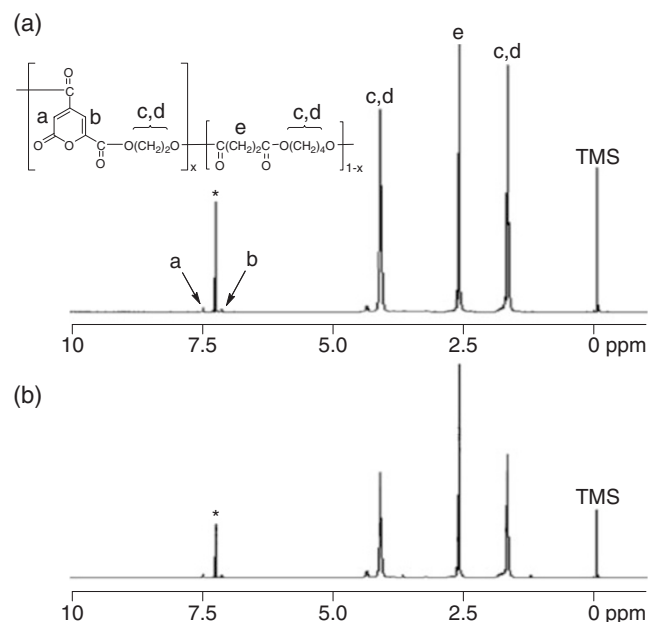 (a)
e
c,d
c,d
O
C
a
b
c,d
e
c,d
O
O
C
O
O(CH₂)₂O
x
C(CH₂)₂C
O
O
O(CH₂)₄O
1-x
TMS
*
a
b
10
7.5
5.0
2.5
0 ppm
(b)
TMS
*
10
7.5
5.0
2.5
0 ppm